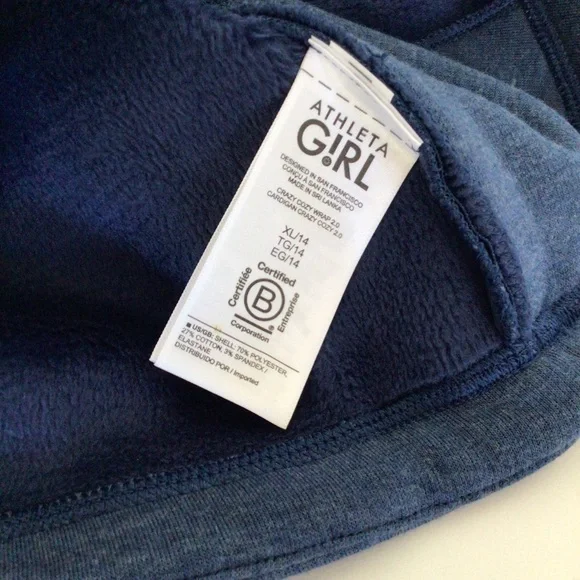 ATHLETA
G!RL
DESIGNED IN SAN FRANCISCO
CONÇU À SAN FRANCISCO
MADE IN SRI LANKA
CRAZY COZY WRAP 2.0
CARDIGAN CRAZY COZY 2.0
XL/14
TG/14
EG/14
Certified
Certifiée
B
Entreprise
Corporation
■ US/GB: SHELL: 70% POLYESTER,
27% COTTON, 3% SPANDEX /
ELASTANE
DISTRIBUIDO POR / Imported